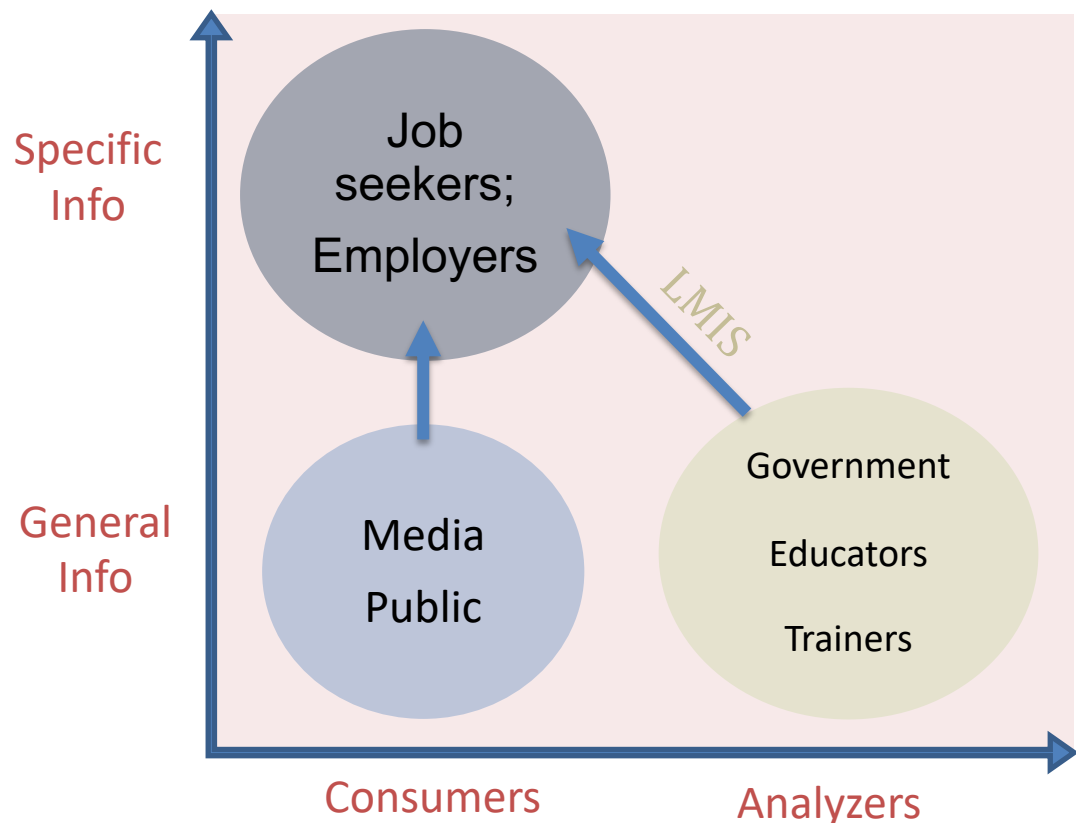 Specific
Info
Job
seekers;
Employers
LMIS
General
Info
Media
Public
Government
Educators
Trainers
Consumers
Analyzers